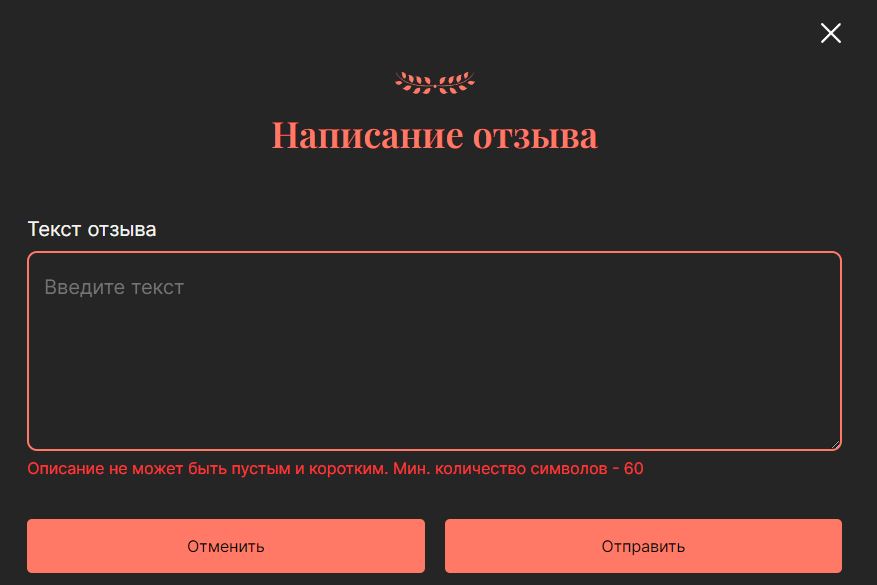 Написание отзыва
Текст отзыва
Введите текст
Описание не может быть пустым и коротким. Мин. количество символов - 60
Отменить
Отправить